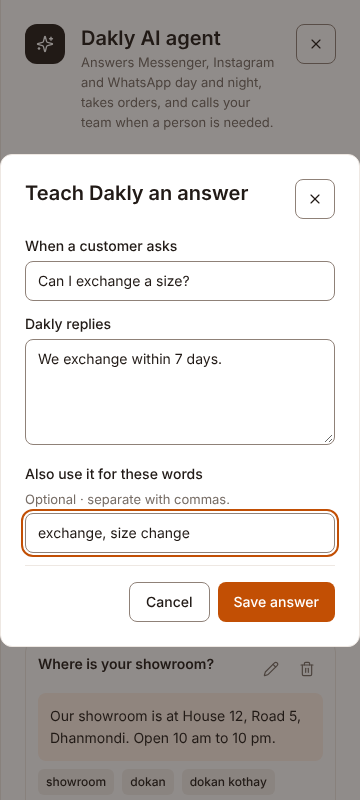 Dakly AI agent
Answers Messenger, Instagram
and WhatsApp day and night,
takes orders, and calls your
team when a person is needed.
Teach Dakly an answer
When a customer asks
Can I exchange a size?
Dakly replies
We exchange within 7 days.
Also use it for these words
Optional · separate with commas.
exchange, size change
Cancel
Save answer
Where is your showroom?
Our showroom is at House 12, Road 5,
Dhanmondi. Open 10 am to 10 pm.
showroom
dokan
dokan kothay